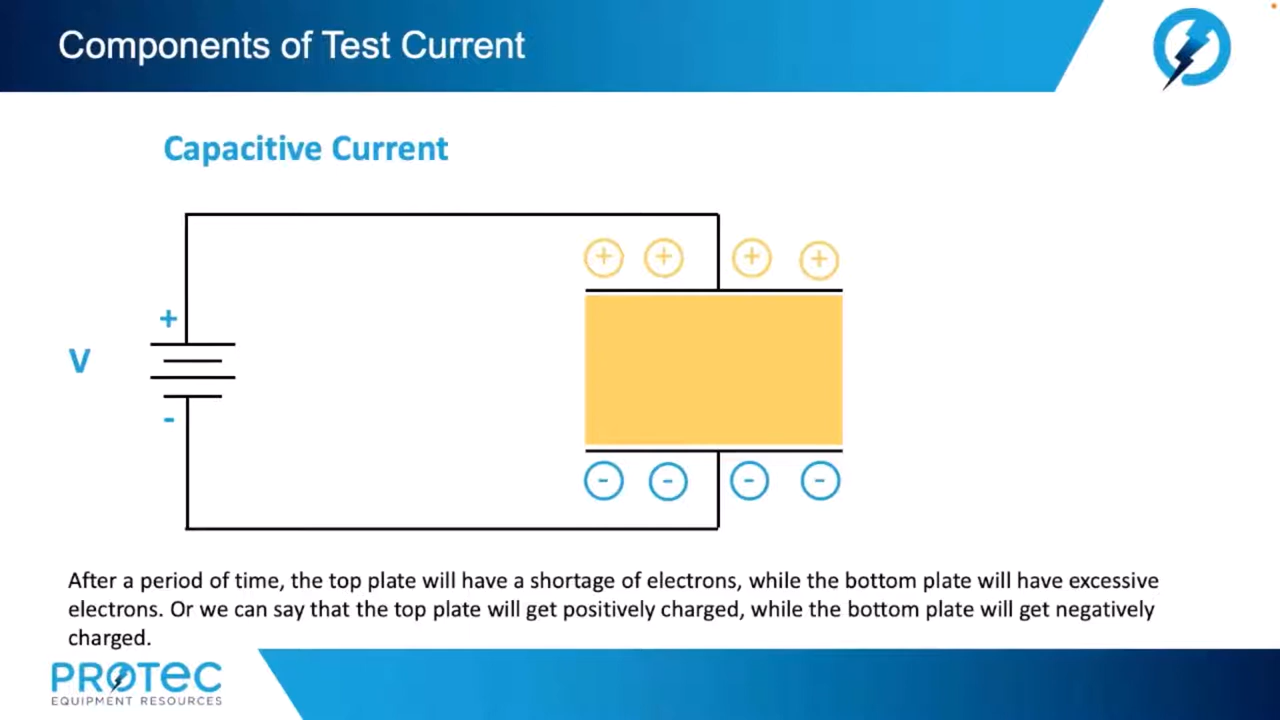 Components of Test Current
Capacitive Current
+ + + +
+
V
-
- - - -
After a period of time, the top plate will have a shortage of electrons, while the bottom plate will have excessive
electrons. Or we can say that the top plate will get positively charged, while the bottom plate will get negatively
charged.
PROTEC
EQUIPMENT RESOURCES